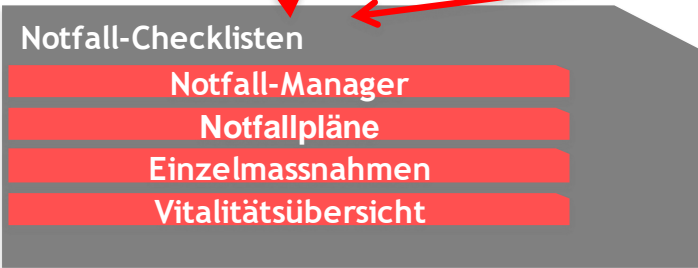 Notfall-Checklisten
Notfall-Manager
Notfallpläne
Einzelmassnahmen
Vitalitätsübersicht